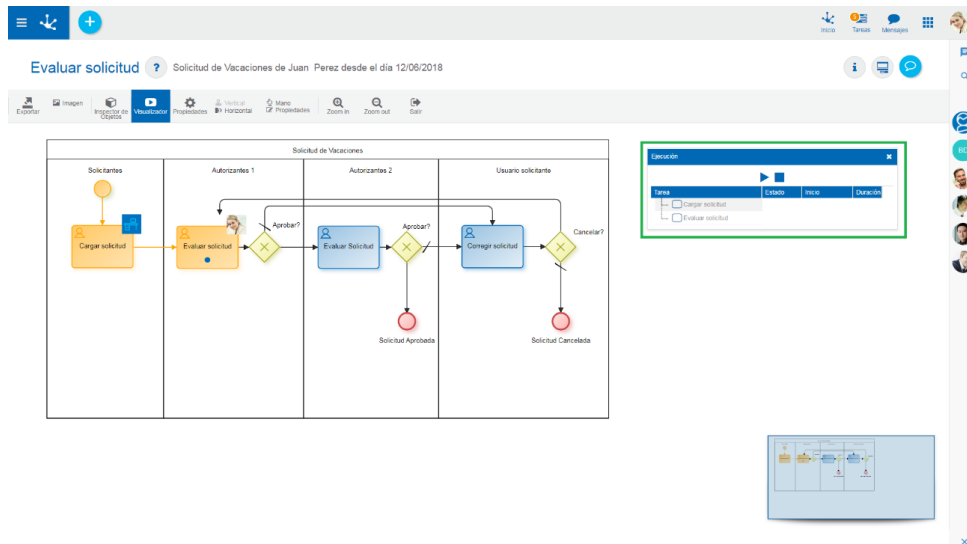 Inicio
Tareas
Mensajes
Evaluar solicitud ? Solicitud de Vacaciones de Juan Perez desde el día 12/06/2018
Exportar
Imagen
Inspector de Objetos
Visualizador
Propiedades
Vertical
Horizontal
Mano
Propiedades
Zoom in
Zoom out
Salir
Solicitud de Vacaciones
Solicitantes
Autorizantes 1
Autorizantes 2
Usuario solicitante
Cargar solicitud
Evaluar solicitud
Aprobar?
Evaluar Solicitud
Aprobar?
Corregir solicitud
Cancelar?
Solicitud Aprobada
Solicitud Cancelada
Ejecución
Tarea Estado Inicio Duración
Cargar solicitud
Evaluar solicitud
BD